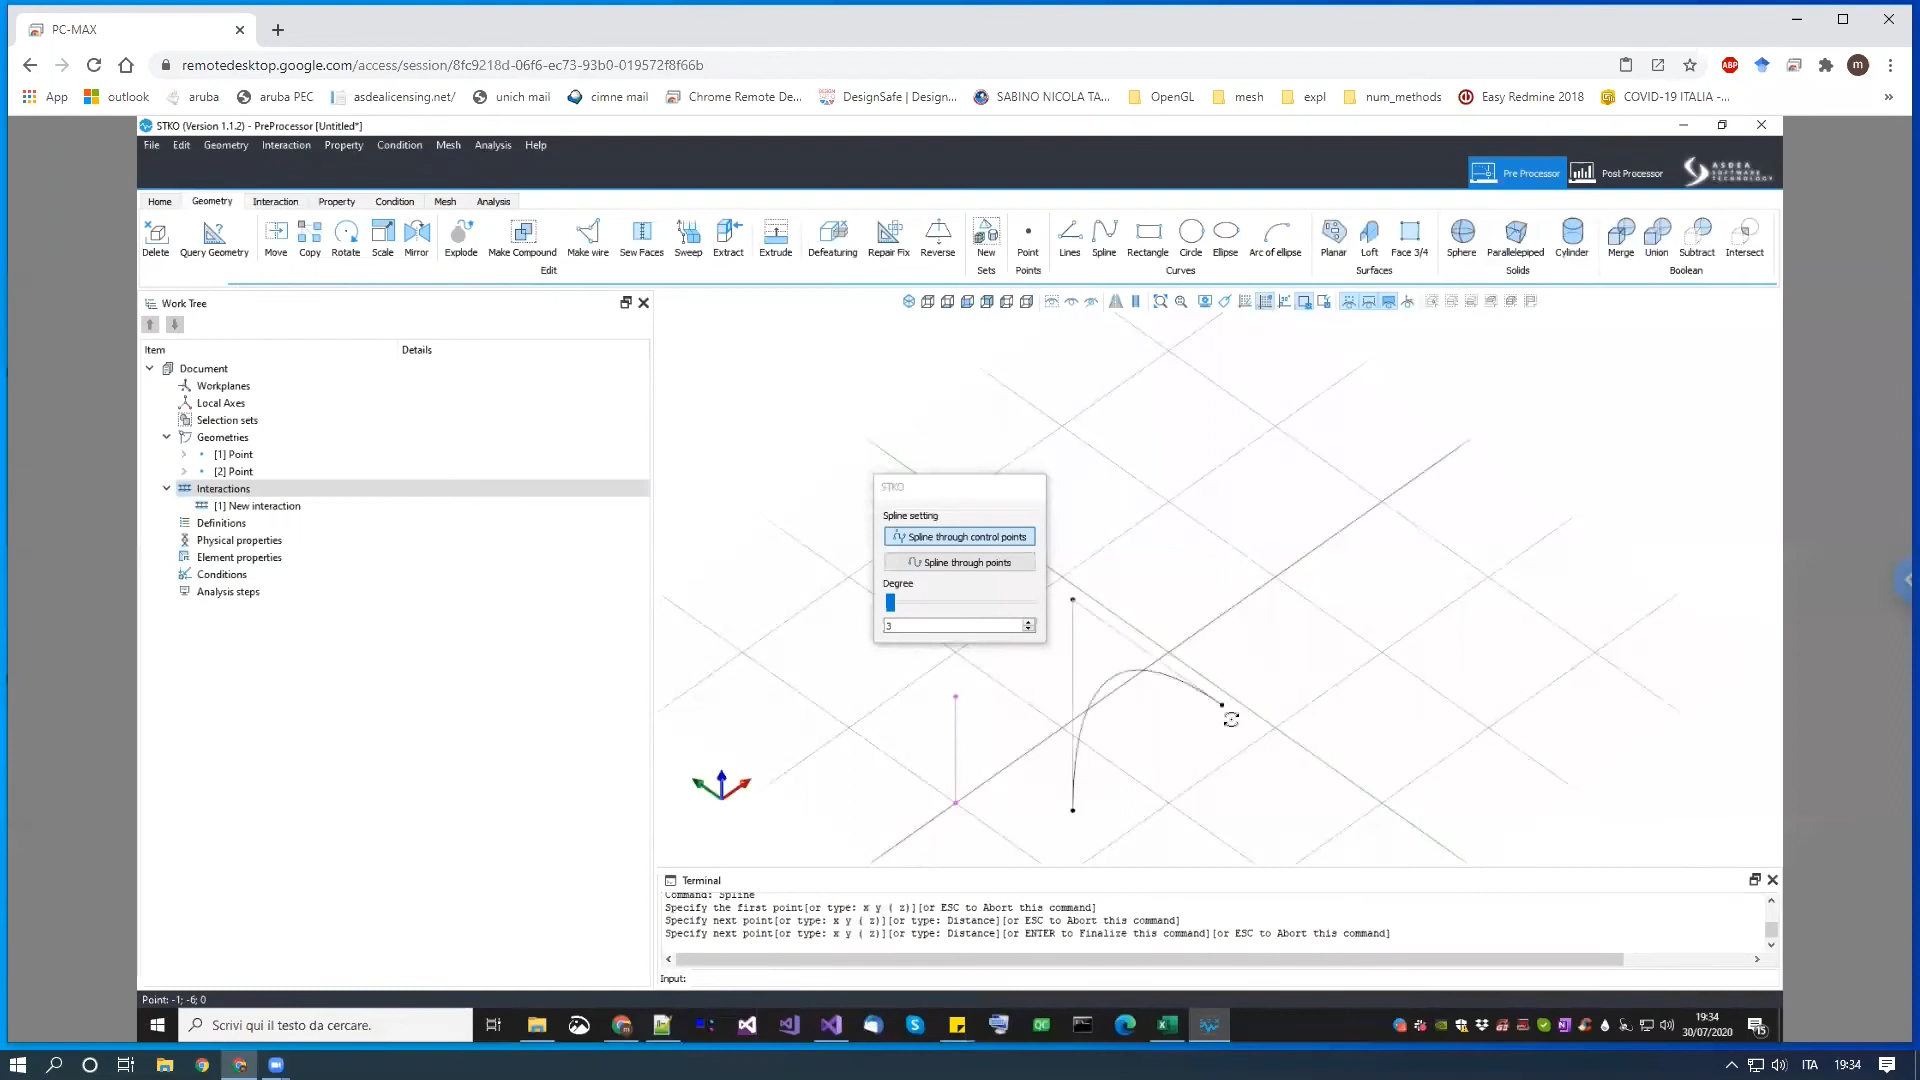 PC-MAX
remotedesktop.google.com/access/session/8fc9218d-06f6-ec73-93b0-019572f8f66b
App outlook aruba aruba PEC asdealicensing.net/ unich mail cimne mail Chrome Remote De... DesignSafe | Design... SABINO NICOLA TA... OpenGL mesh expl num_methods Easy Redmine 2018 COVID-19 ITALIA -... »
STKO (Version 1.1.2) - PreProcessor [Untitled*]
File Edit Geometry Interaction Property Condition Mesh Analysis Help
Pre Processor Post Processor ASDEA SOFTWARE TECHNOLOGY
Home Geometry Interaction Property Condition Mesh Analysis
Delete Query Geometry Move Copy Rotate Scale Mirror Explode Make Compound Make wire Sew Faces Sweep Extract Extrude Defeaturing Repair Fix Reverse New Point Lines Spline Rectangle Circle Ellipse Arc of ellipse Planar Loft Face 3/4 Sphere Parallelepiped Cylinder Merge Union Subtract Intersect
Edit Sets Points Curves Surfaces Solids Boolean
Work Tree
Item Details
Document
Workplanes
Local Axes
Selection sets
Geometries
[1] Point
[2] Point
Interactions
[1] New interaction
Definitions
Physical properties
Element properties
Conditions
Analysis steps
STKO
Spline setting
Spline through control points
Spline through points
Degree
3
Terminal
Command: Spline
Specify the first point[or type: x y ( z)][or ESC to Abort this command]
Specify next point[or type: x y ( z)][or type: Distance][or ESC to Abort this command]
Specify next point[or type: x y ( z)][or type: Distance][or ENTER to Finalize this command][or ESC to Abort this command]
Input:
Point: -1; -6; 0
Scrivi qui il testo da cercare.
19:34
30/07/2020
15
ITA 19:34